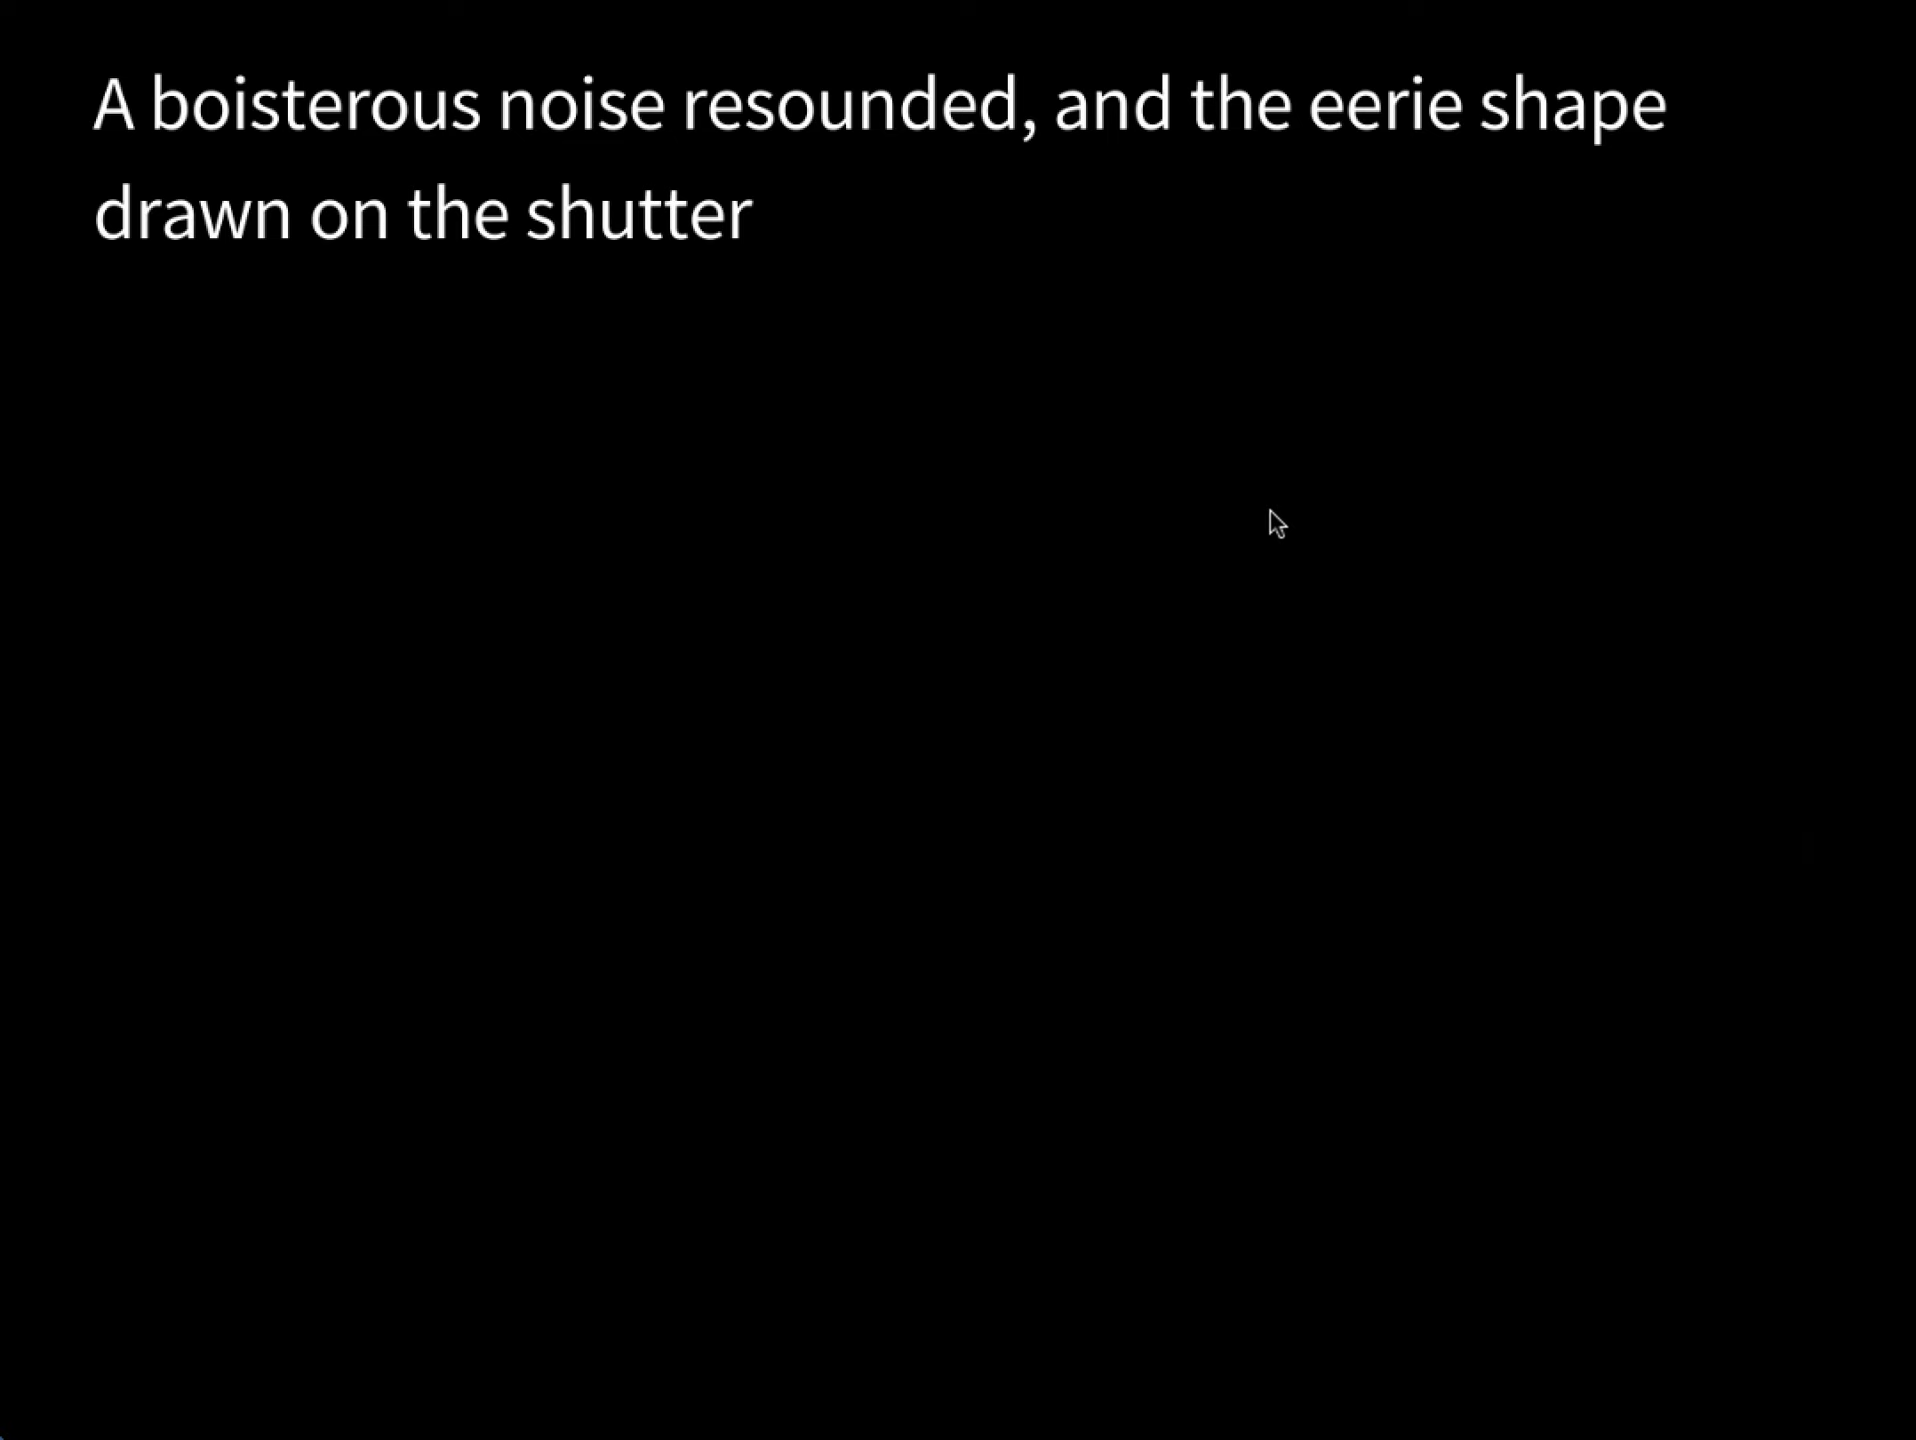 A boisterous noise resounded, and the eerie shape
drawn on the shutter